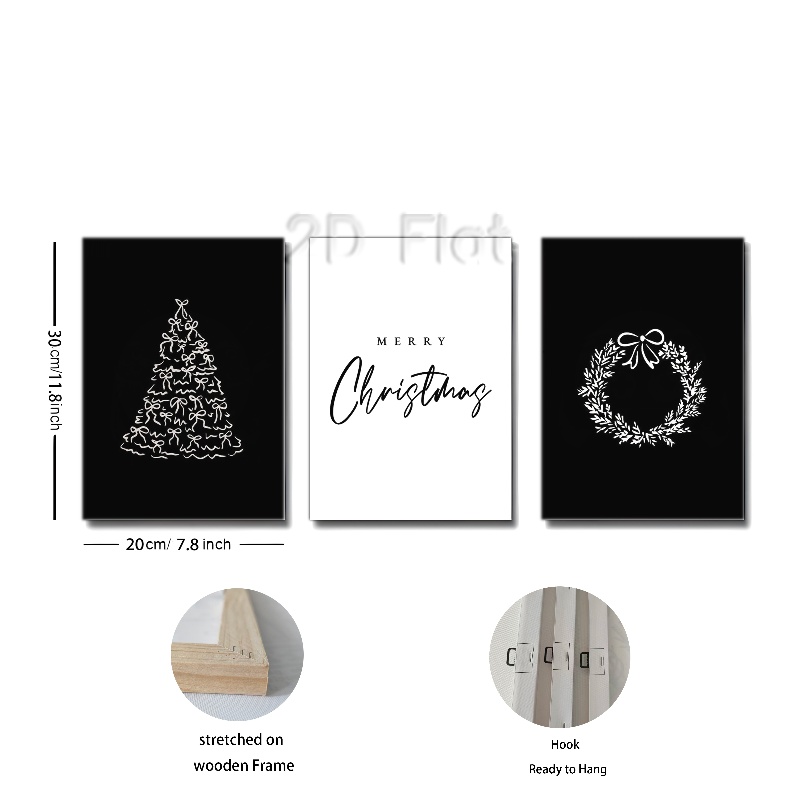 2D Flat
MERRY
Christmas
30cm/11.8inch
20cm/ 7.8 inch
stretched on
wooden Frame
Hook
Ready to Hang